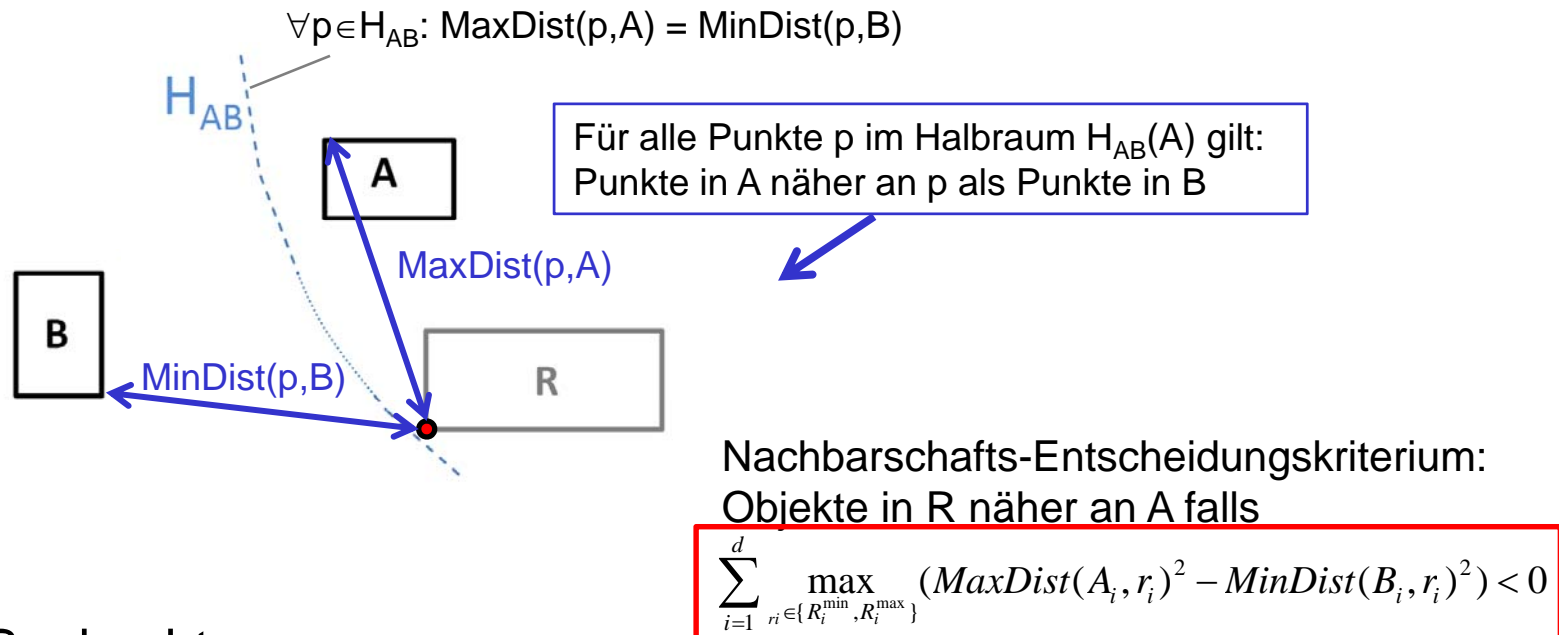 ∀p∈H_AB: MaxDist(p,A) = MinDist(p,B)
H_AB
A
Für alle Punkte p im Halbraum H_AB(A) gilt:
Punkte in A näher an p als Punkte in B
MaxDist(p,A)
B
MinDist(p,B)
R
Nachbarschafts-Entscheidungskriterium:
Objekte in R näher an A falls
\sum_{i=1}^{d} \max_{ri \in \{R_i^{min}, R_i^{max}\}} (MaxDist(A_i, r_i)^2 − MinDist(B_i, r_i)^2) < 0